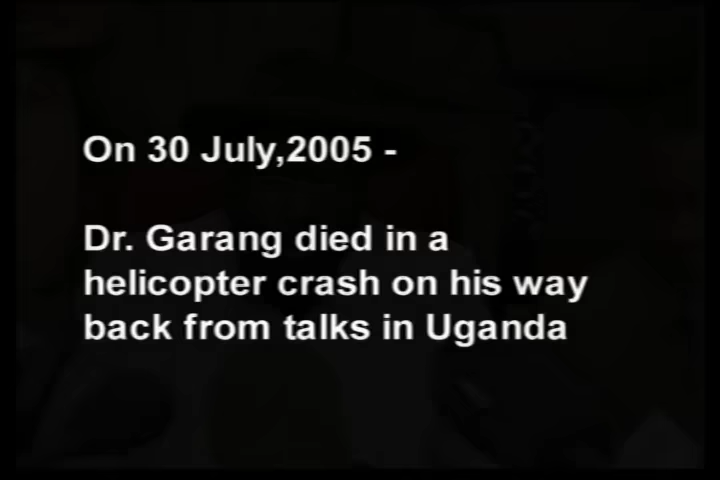 On 30 July,2005 -
Dr. Garang died in a
helicopter crash on his way
back from talks in Uganda